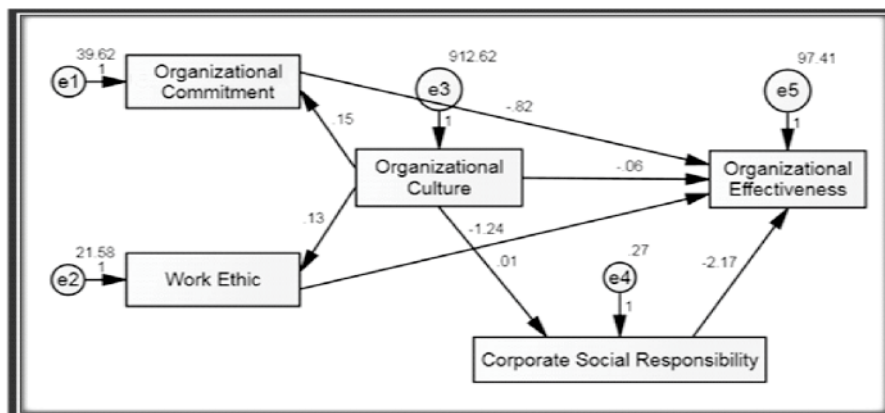 39.62
912.62
97.41
e1
1
Organizational
Commitment
e3
1
e5
1
-.82
.15
Organizational
Culture
-.06
Organizational
Effectiveness
.13
-1.24
.01
21.58
e2
1
Work Ethic
.27
e4
1
-2.17
Corporate Social Responsibility